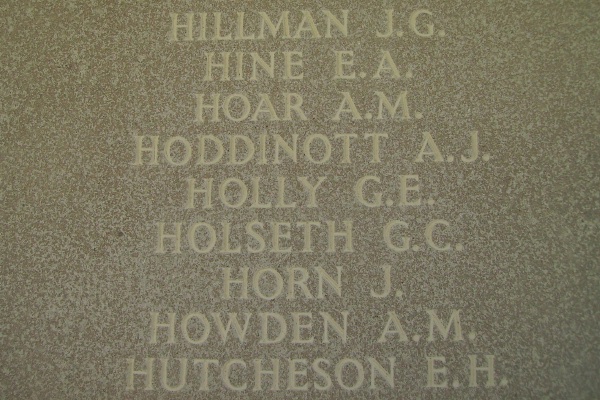 HILLMAN J.G.
HINE E.A.
HOAR A.M.
HODDINOTT A.J.
HOLLY G.E.
HOLSETH G.C.
HORN J.
HOWDEN A.M.
HUTCHESON E.H.